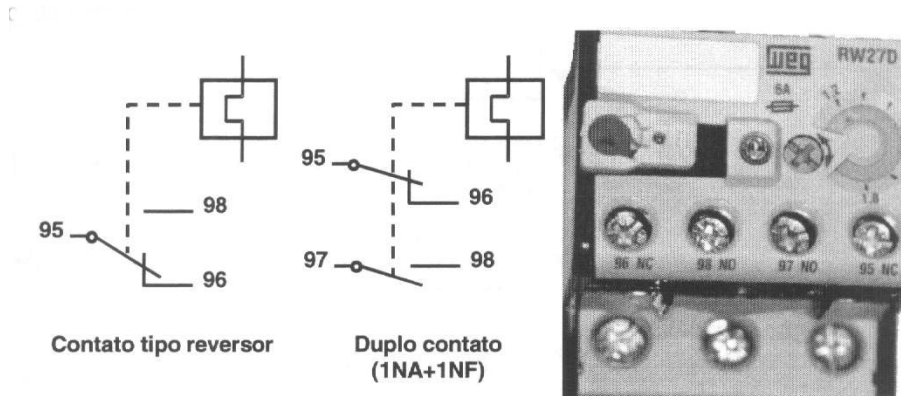 95
98
96
Contato tipo reversor
95
96
97
98
Duplo contato
(1NA+1NF)
WEG
RW27D
6A
1.2
1.8
96 NC
98 NO
97 NO
95 NC